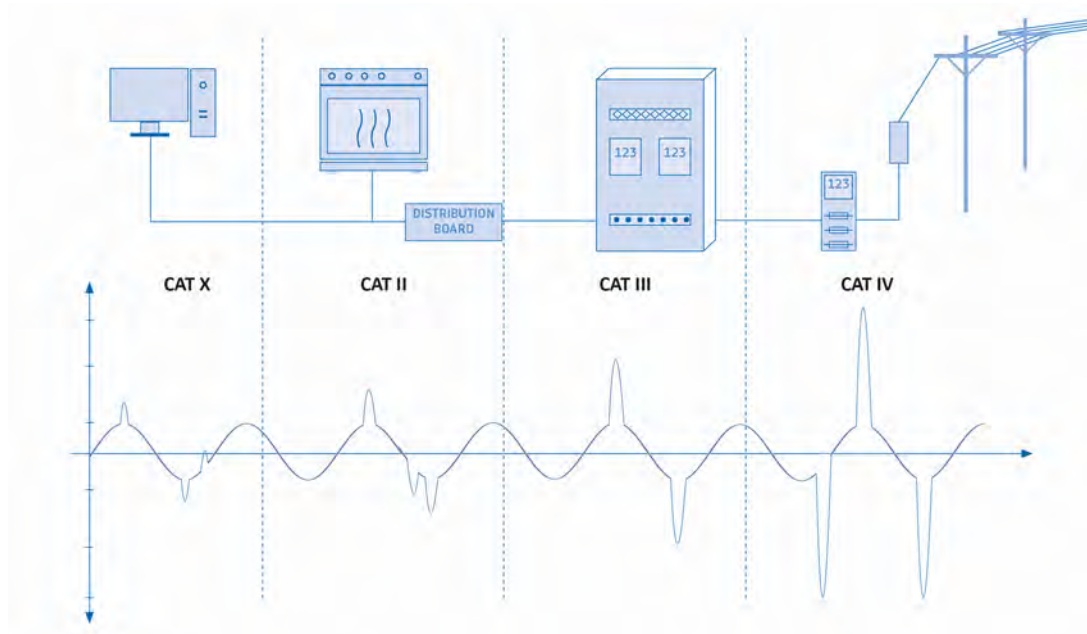 123 123
123
DISTRIBUTION
BOARD
CAT X CAT II CAT III CAT IV